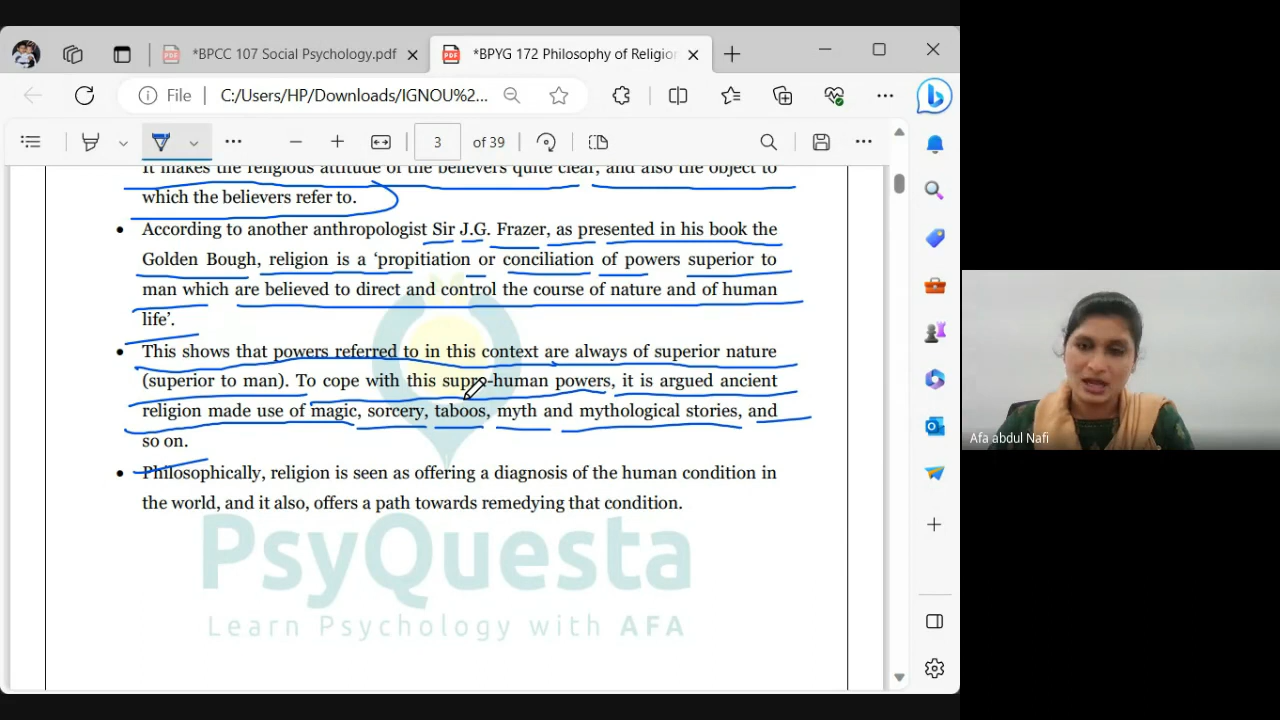 *BPCC 107 Social Psychology.pdf
*BPYG 172 Philosophy of Religio
File
C:/Users/HP/Downloads/IGNOU%2...
3 of 39
It makes the religious attitude of the believers quite clear, and also the object to
which the believers refer to.
• According to another anthropologist Sir J.G. Frazer, as presented in his book the
Golden Bough, religion is a ‘propitiation or conciliation of powers superior to
man which are believed to direct and control the course of nature and of human
life’.
• This shows that powers referred to in this context are always of superior nature
(superior to man). To cope with this supra-human powers, it is argued ancient
religion made use of magic, sorcery, taboos, myth and mythological stories, and
so on.
• Philosophically, religion is seen as offering a diagnosis of the human condition in
the world, and it also, offers a path towards remedying that condition.
PsyQuesta
Learn Psychology with AFA
Afa abdul Nafi